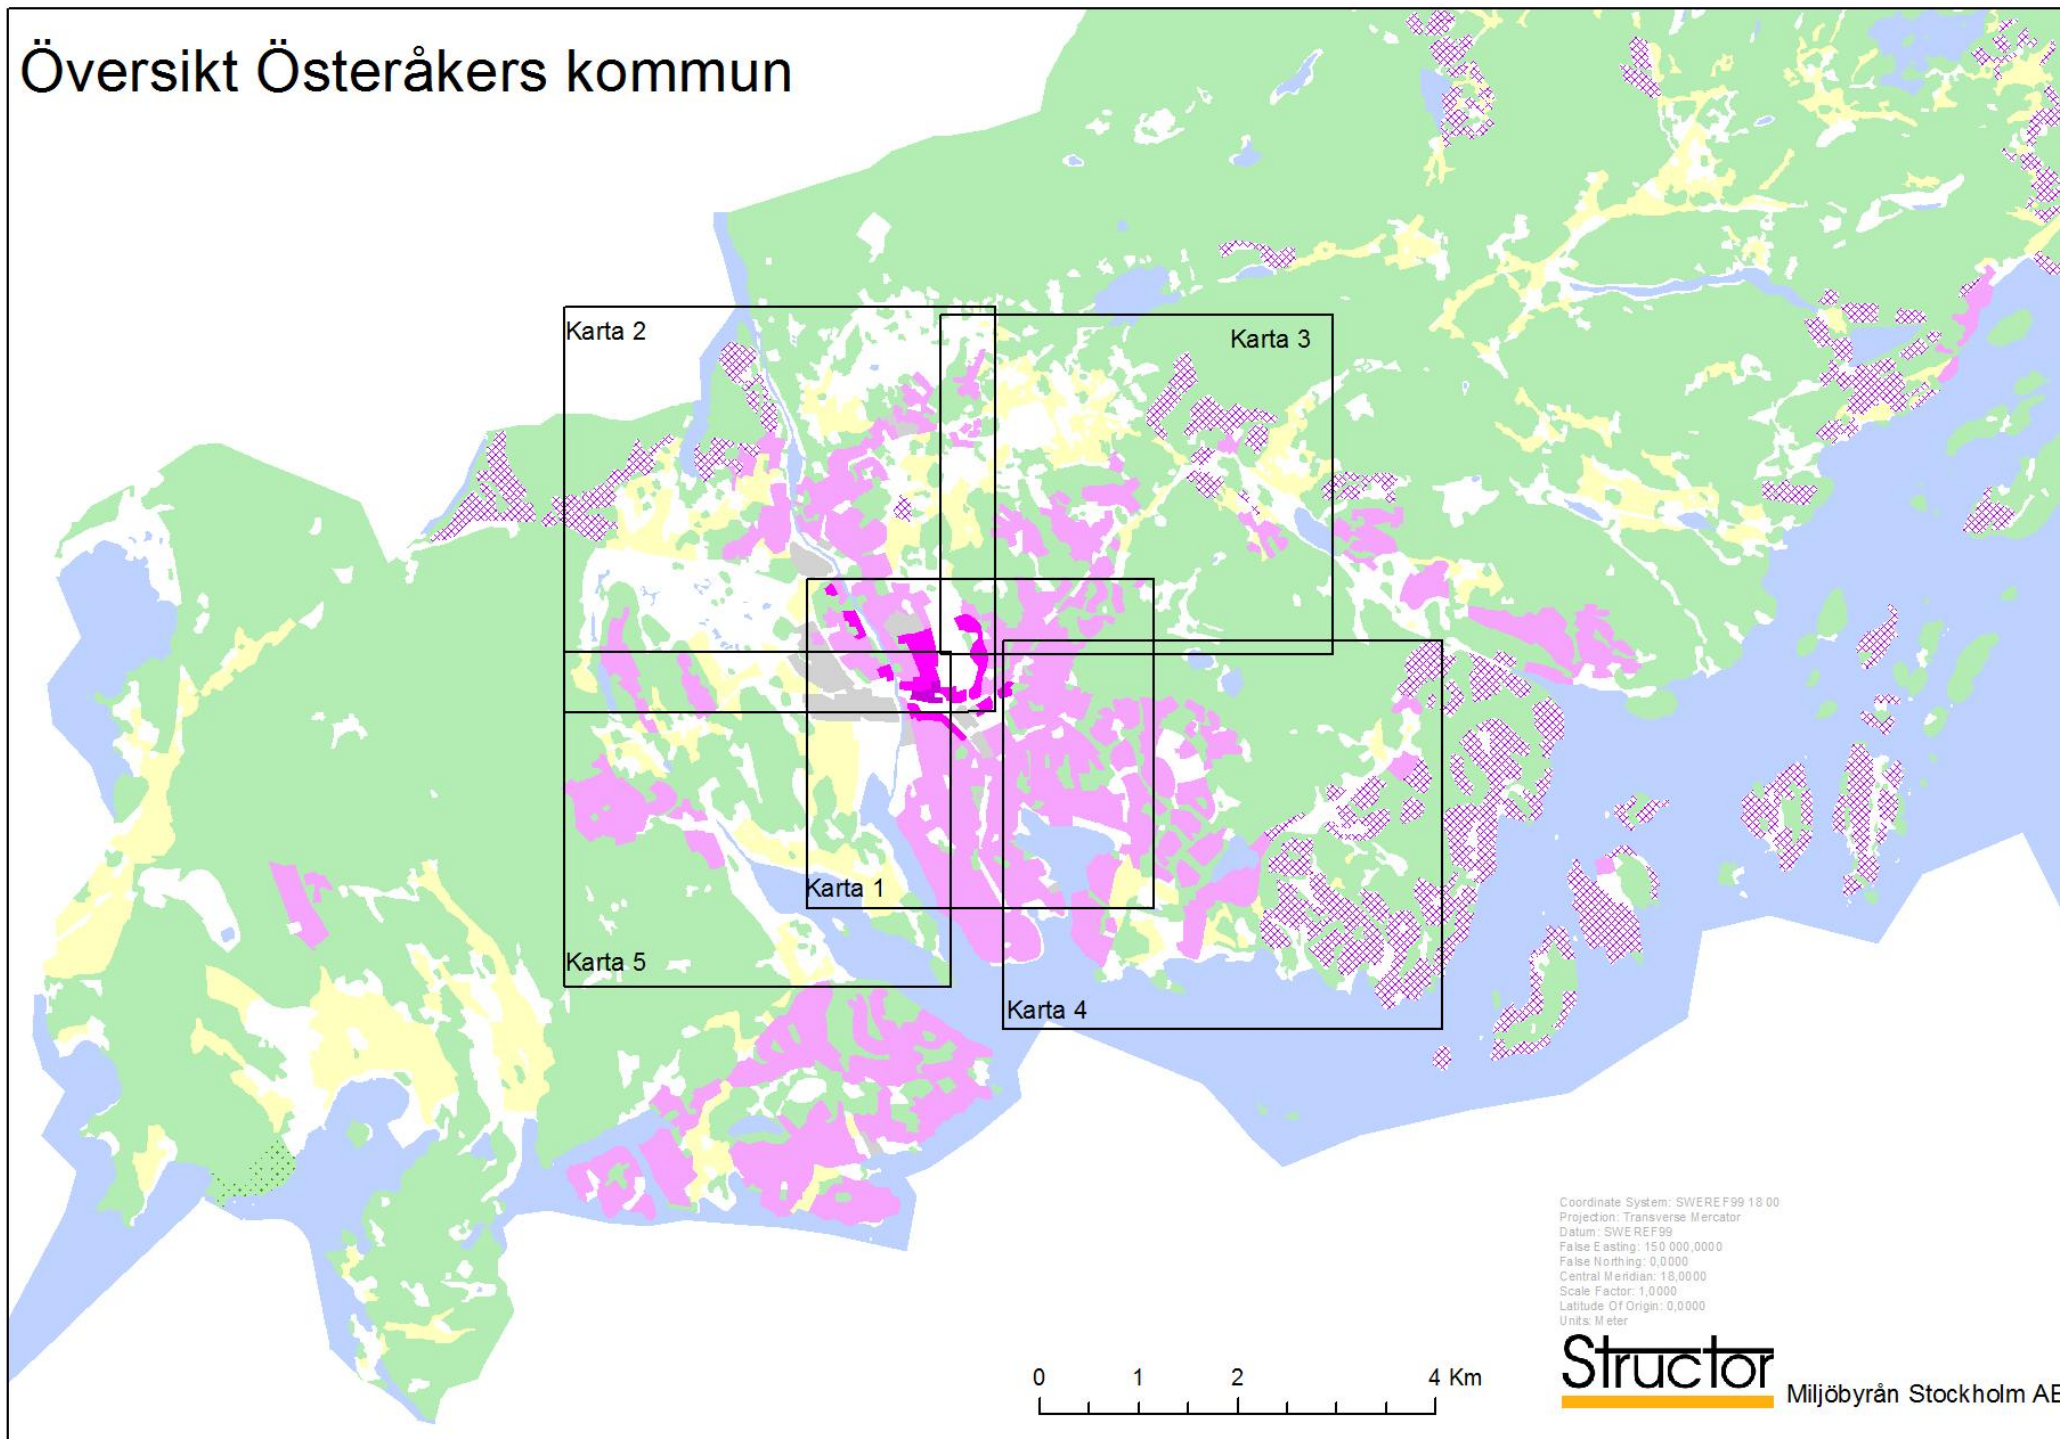 Översikt Österåkers kommun
Karta 2
Karta 3
Karta 1
Karta 5
Karta 4
Coordinate System: SWEREF99 18 00
Projection: Transverse Mercator
Datum: SWEREF99
False Easting: 150 000,0000
False Northing: 0,0000
Central Meridian: 18,0000
Scale Factor: 1,0000
Latitude Of Origin: 0,0000
Units: Meter
0 1 2 4 Km
Structor
Miljöbyrån Stockholm AB